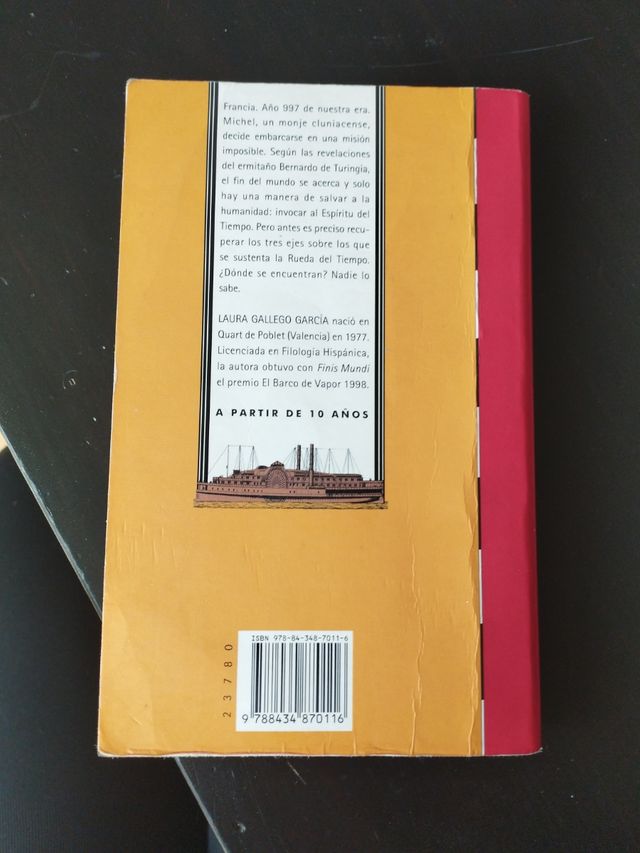 Francia. Año 997 de nuestra era.
Michel, un monje cluniacense,
decide embarcarse en una misión
imposible. Según las revelaciones
del ermitaño Bernardo de Turingia,
el fin del mundo se acerca y solo
hay una manera de salvar a la
humanidad: invocar al Espíritu del
Tiempo. Pero antes es preciso recu-
perar los tres ejes sobre los que
se sustenta la Rueda del Tiempo.
¿Dónde se encuentran? Nadie lo
sabe.
LAURA GALLEGO GARCÍA nació en
Quart de Poblet (Valencia) en 1977.
Licenciada en Filología Hispánica,
la autora obtuvo con Finis Mundi
el premio El Barco de Vapor 1998.
A PARTIR DE 10 AÑOS
ISBN 978-84-348-7011-6
9 788434 870116
23780